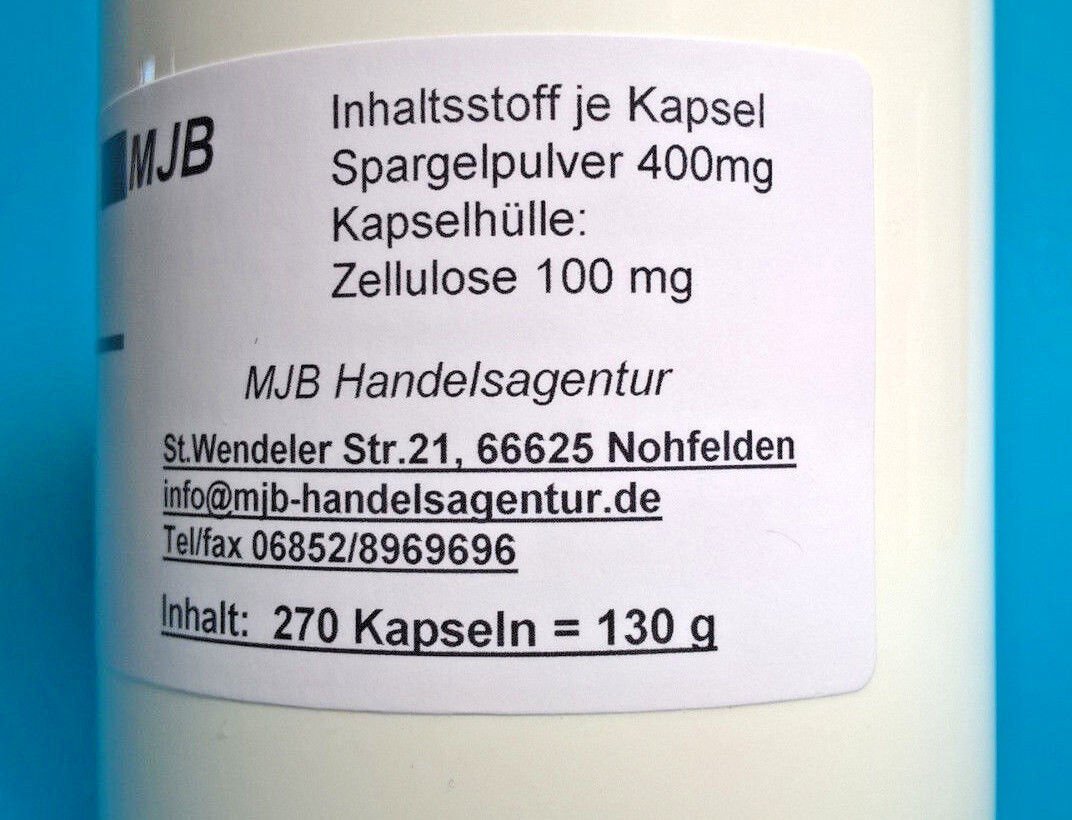 MJB
Inhaltsstoff je Kapsel
Spargelpulver 400mg
Kapselhülle:
Zellulose 100 mg
MJB Handelsagentur
St.Wendeler Str.21, 66625 Nohfelden
info@mjb-handelsagentur.de
Tel/fax 06852/8969696
Inhalt: 270 Kapseln = 130 g